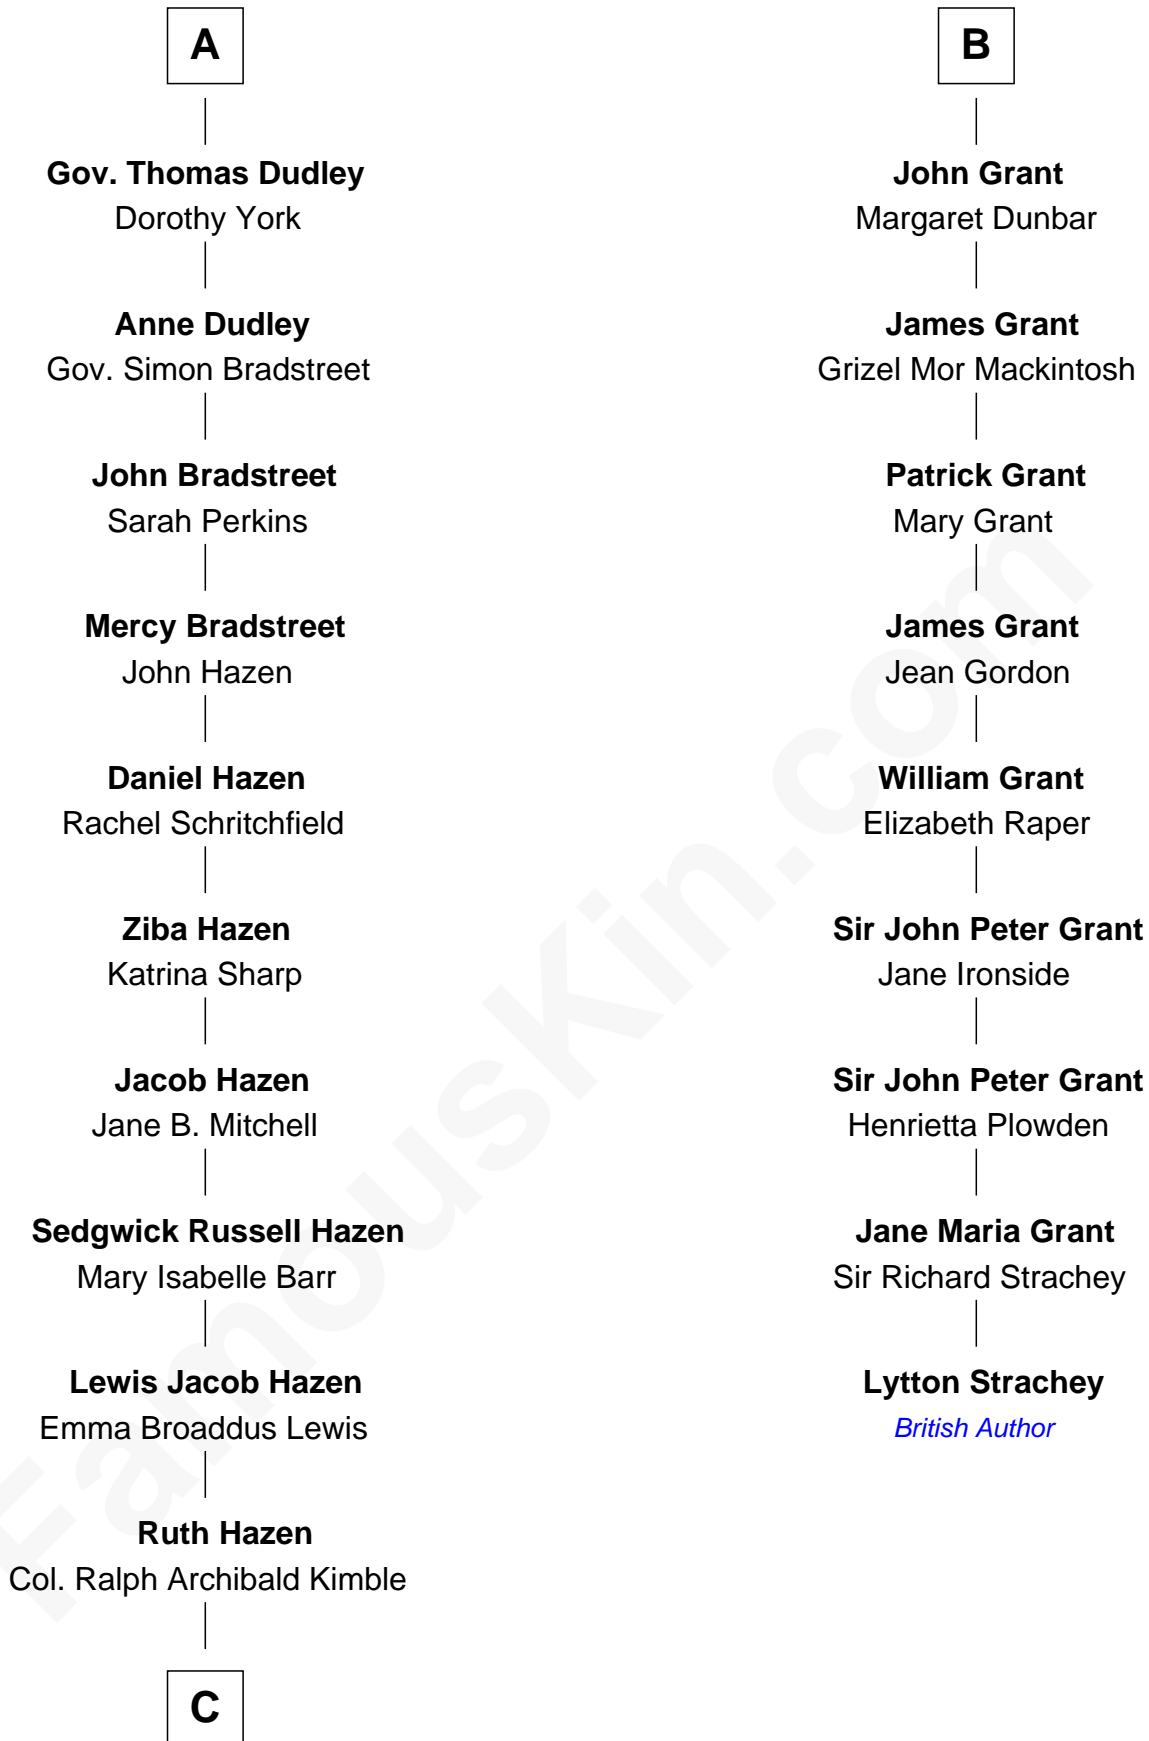 A
Gov. Thomas Dudley
Dorothy York
Anne Dudley
Gov. Simon Bradstreet
John Bradstreet
Sarah Perkins
Mercy Bradstreet
John Hazen
Daniel Hazen
Rachel Schritchfield
Ziba Hazen
Katrina Sharp
Jacob Hazen
Jane B. Mitchell
Sedgwick Russell Hazen
Mary Isabelle Barr
Lewis Jacob Hazen
Emma Broaddus Lewis
Ruth Hazen
Col. Ralph Archibald Kimble
C
B
John Grant
Margaret Dunbar
James Grant
Grizel Mor Mackintosh
Patrick Grant
Mary Grant
James Grant
Jean Gordon
William Grant
Elizabeth Raper
Sir John Peter Grant
Jane Ironside
Sir John Peter Grant
Henrietta Plowden
Jane Maria Grant
Sir Richard Strachey
Lytton Strachey
British Author
FamousKin.com